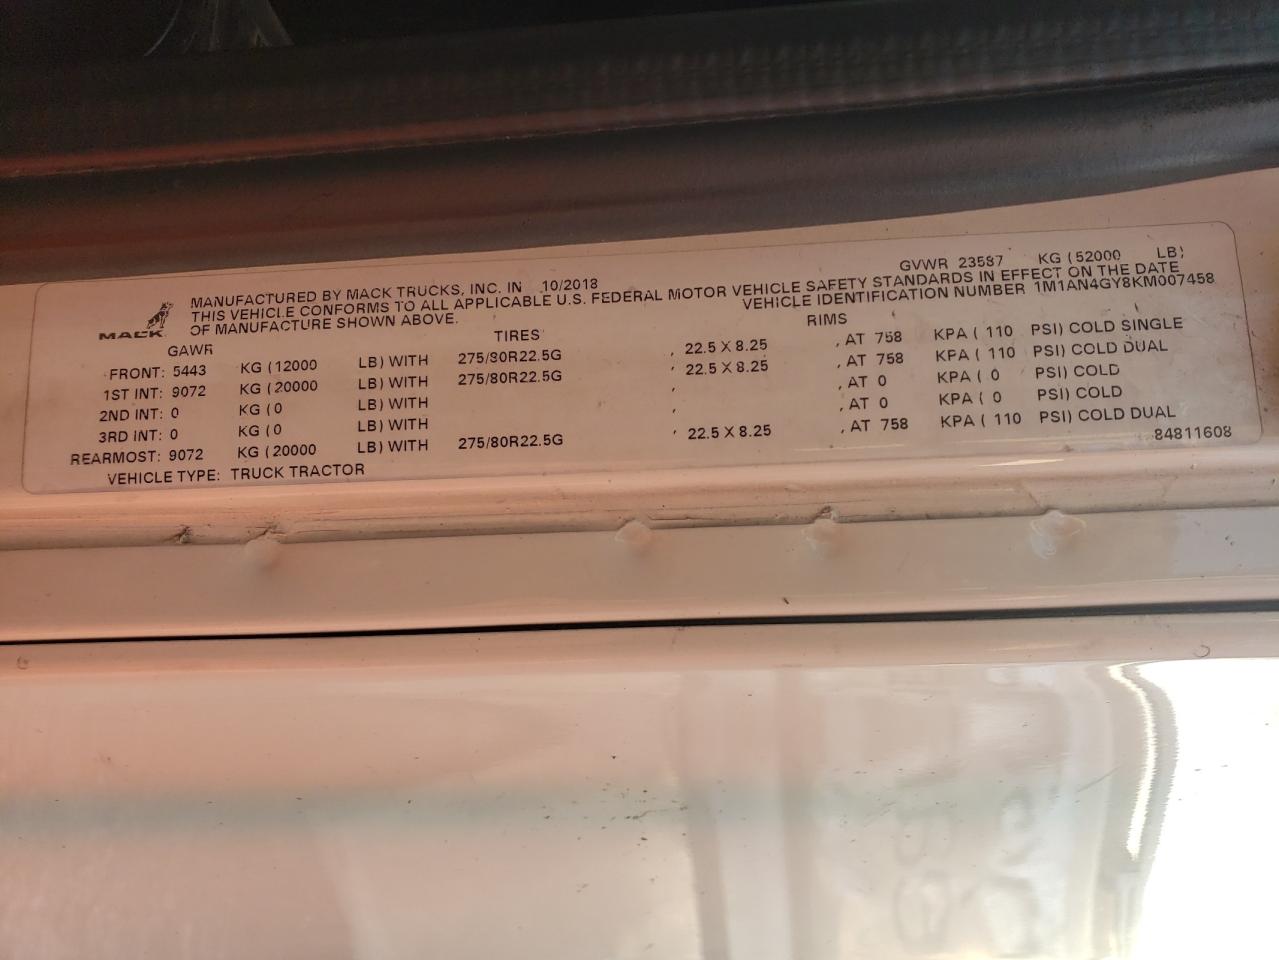 GVWR 23587 KG (52000 LB)
MANUFACTURED BY MACK TRUCKS, INC. IN 10/2018
THIS VEHICLE CONFORMS TO ALL APPLICABLE U.S. FEDERAL MOTOR VEHICLE SAFETY STANDARDS IN EFFECT ON THE DATE
OF MANUFACTURE SHOWN ABOVE. VEHICLE IDENTIFICATION NUMBER 1M1AN4GY8KM007458
MACK
GAWR TIRES RIMS
FRONT: 5443 KG (12000 LB) WITH 275/80R22.5G , 22.5 X 8.25 , AT 758 KPA ( 110 PSI) COLD SINGLE
1ST INT: 9072 KG (20000 LB) WITH 275/80R22.5G , 22.5 X 8.25 , AT 758 KPA ( 110 PSI) COLD DUAL
2ND INT: 0 KG (0 LB) WITH , , AT 0 KPA ( 0 PSI) COLD
3RD INT: 0 KG (0 LB) WITH , , AT 0 KPA ( 0 PSI) COLD
REARMOST: 9072 KG (20000 LB) WITH 275/80R22.5G , 22.5 X 8.25 , AT 758 KPA ( 110 PSI) COLD DUAL
VEHICLE TYPE: TRUCK TRACTOR 84811608